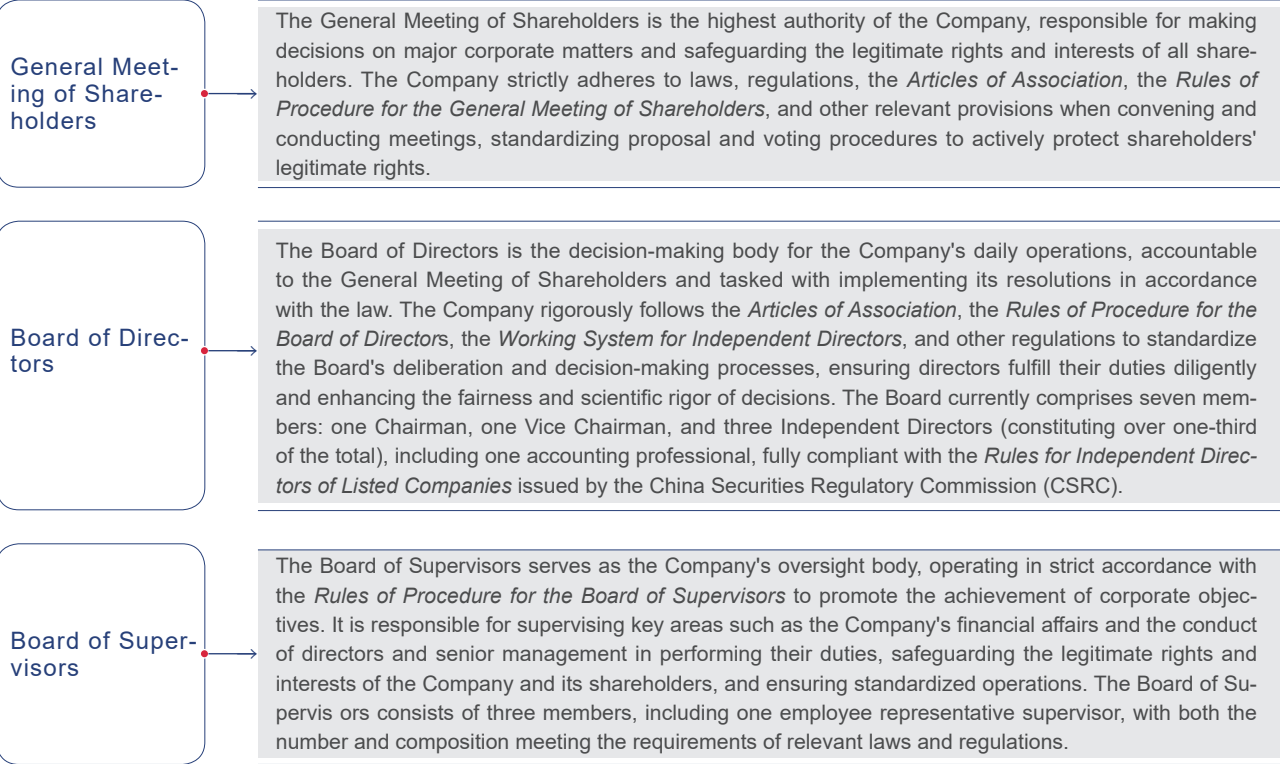 General Meet-
ing of Share-
holders
The General Meeting of Shareholders is the highest authority of the Company, responsible for making
decisions on major corporate matters and safeguarding the legitimate rights and interests of all share-
holders. The Company strictly adheres to laws, regulations, the Articles of Association, the Rules of
Procedure for the General Meeting of Shareholders, and other relevant provisions when convening and
conducting meetings, standardizing proposal and voting procedures to actively protect shareholders'
legitimate rights.
Board of Direc-
tors
The Board of Directors is the decision-making body for the Company's daily operations, accountable
to the General Meeting of Shareholders and tasked with implementing its resolutions in accordance
with the law. The Company rigorously follows the Articles of Association, the Rules of Procedure for the
Board of Directors, the Working System for Independent Directors, and other regulations to standardize
the Board's deliberation and decision-making processes, ensuring directors fulfill their duties diligently
and enhancing the fairness and scientific rigor of decisions. The Board currently comprises seven mem-
bers: one Chairman, one Vice Chairman, and three Independent Directors (constituting over one-third
of the total), including one accounting professional, fully compliant with the Rules for Independent Direc-
tors of Listed Companies issued by the China Securities Regulatory Commission (CSRC).
Board of Super-
visors
The Board of Supervisors serves as the Company's oversight body, operating in strict accordance with
the Rules of Procedure for the Board of Supervisors to promote the achievement of corporate objec-
tives. It is responsible for supervising key areas such as the Company's financial affairs and the conduct
of directors and senior management in performing their duties, safeguarding the legitimate rights and
interests of the Company and its shareholders, and ensuring standardized operations. The Board of Su-
pervis ors consists of three members, including one employee representative supervisor, with both the
number and composition meeting the requirements of relevant laws and regulations.